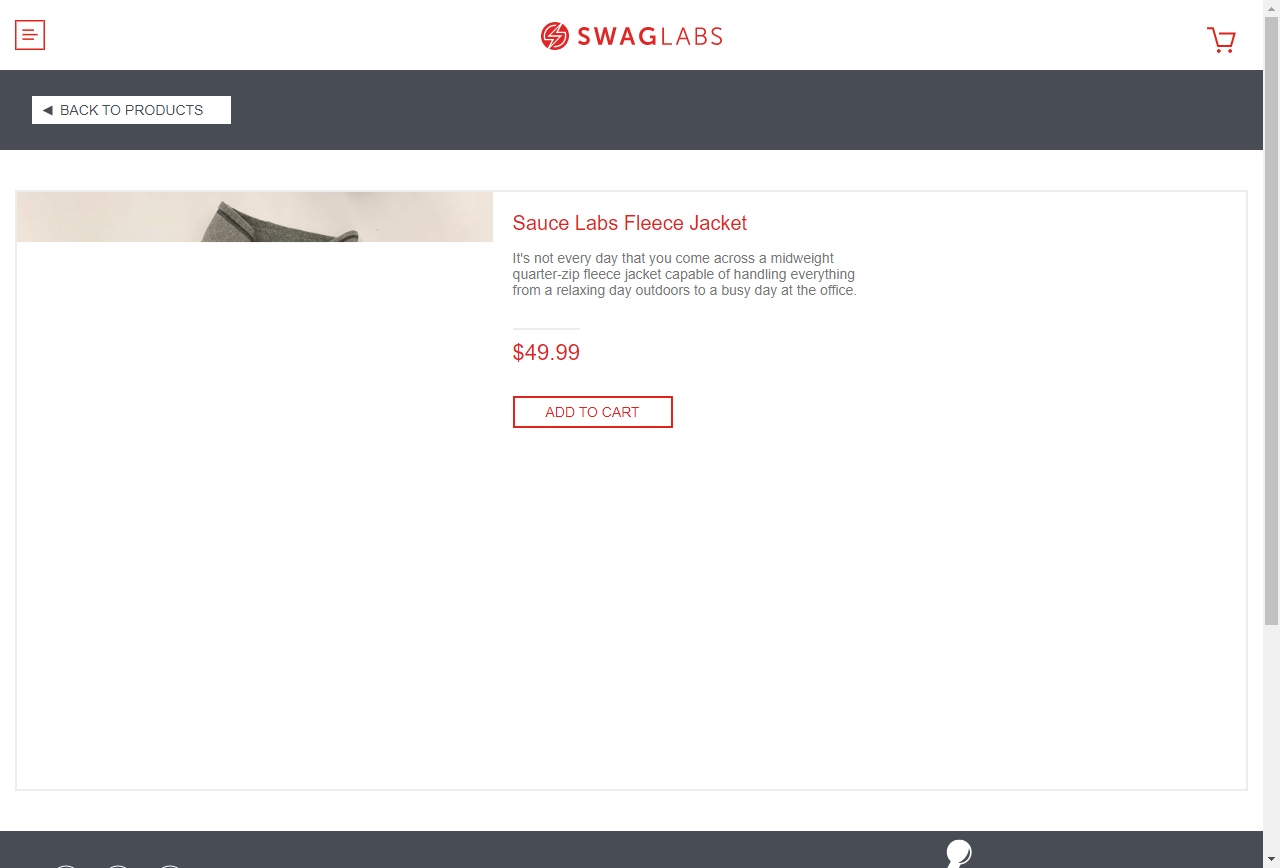 SWAGLABS
BACK TO PRODUCTS
Sauce Labs Fleece Jacket
It's not every day that you come across a midweight
quarter-zip fleece jacket capable of handling everything
from a relaxing day outdoors to a busy day at the office.
$49.99
ADD TO CART